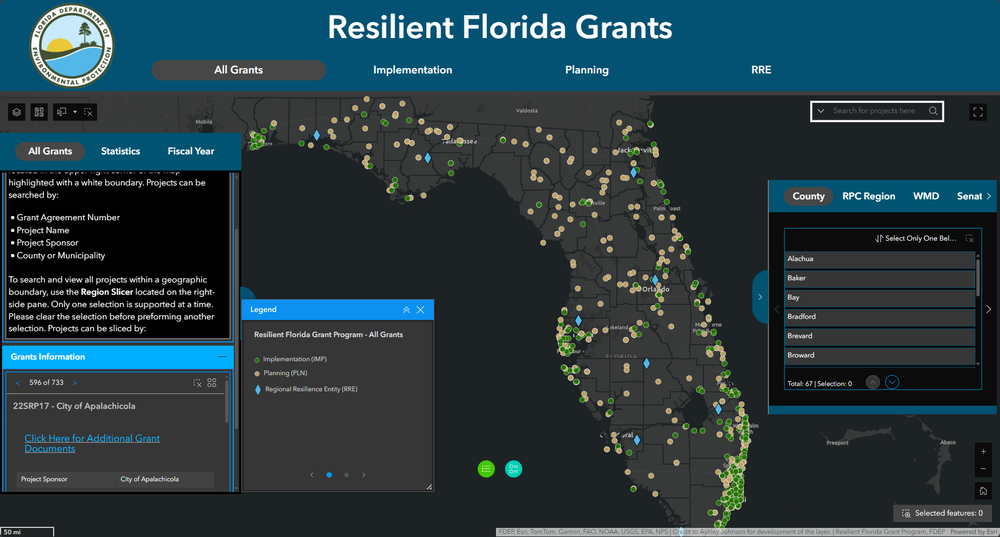 FLORIDA DEPARTMENT OF
ENVIRONMENTAL PROTECTION
Resilient Florida Grants
All Grants
Implementation
Planning
RRE
Mobile
Valdosta
Search for projects here
All Grants
Statistics
Fiscal Year
highlighted with a white boundary. Projects can be
searched by:
• Grant Agreement Number
• Project Name
• Project Sponsor
• County or Municipality
To search and view all projects within a geographic
boundary, use the Region Slicer located on the right-
side pane. Only one selection is supported at a time.
Please clear the selection before preforming another
selection. Projects can be sliced by:
Grants Information
< 596 of 733 >
22SRP17 - City of Apalachicola
Click Here for Additional Grant
Documents
Project Sponsor
City of Apalachicola
Legend
Resilient Florida Grant Program - All Grants
Implementation (IMP)
Planning (PLN)
Regional Resilience Entity (RRE)
Orlando
Lakeland
FLORIDA
County
RPC Region
WMD
Senat
Select Only One Bel...
Alachua
Baker
Bay
Bradford
Brevard
Broward
Total: 67 | Selection: 0
Freeport
Abaco
+
−
Selected features: 0
50 mi
FDEP, Esri, TomTom, Garmin, FAO, NOAA, USGS, EPA, NPS | Credit to Ashley Johnson for development of the layer. | Resilient Florida Grant Program, FDEP
Powered by Esri